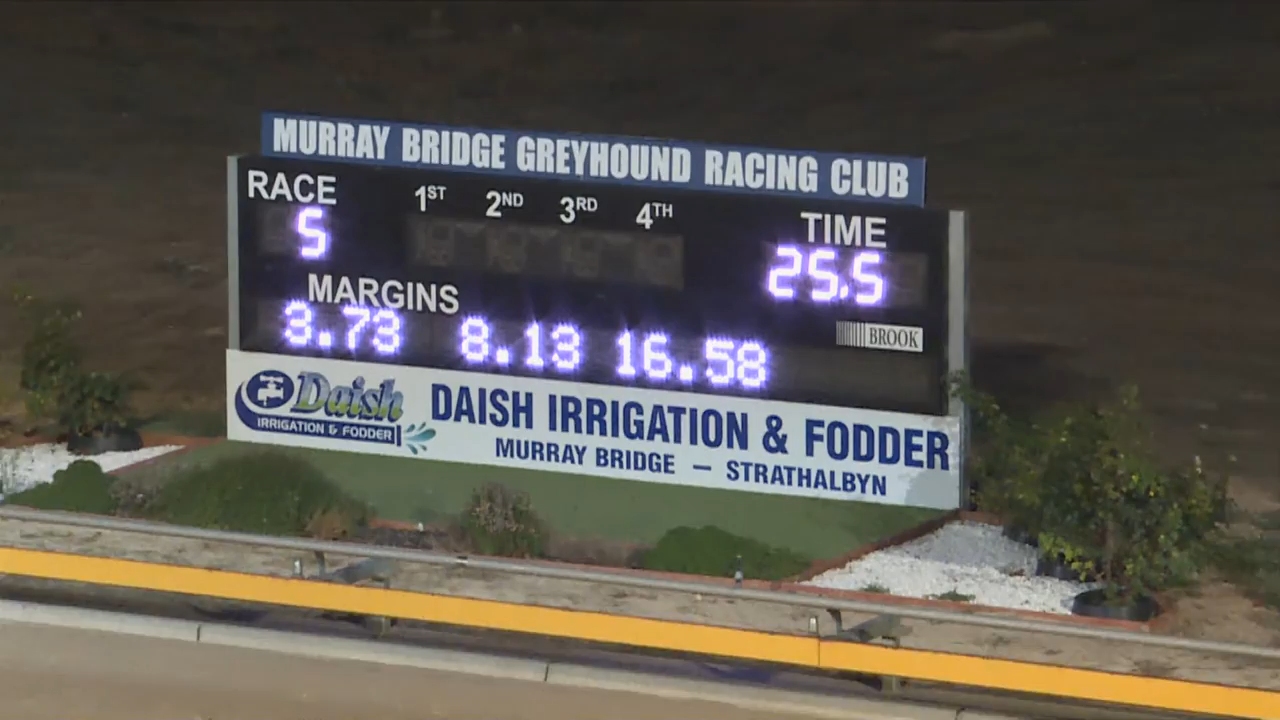 MURRAY BRIDGE GREYHOUND RACING CLUB
RACE 1ST 2ND 3RD 4TH TIME
5 25.5
MARGINS
3.73 8.13 16.58
BROOK
Daish
IRRIGATION & FODDER
DAISH IRRIGATION & FODDER
MURRAY BRIDGE — STRATHALBYN